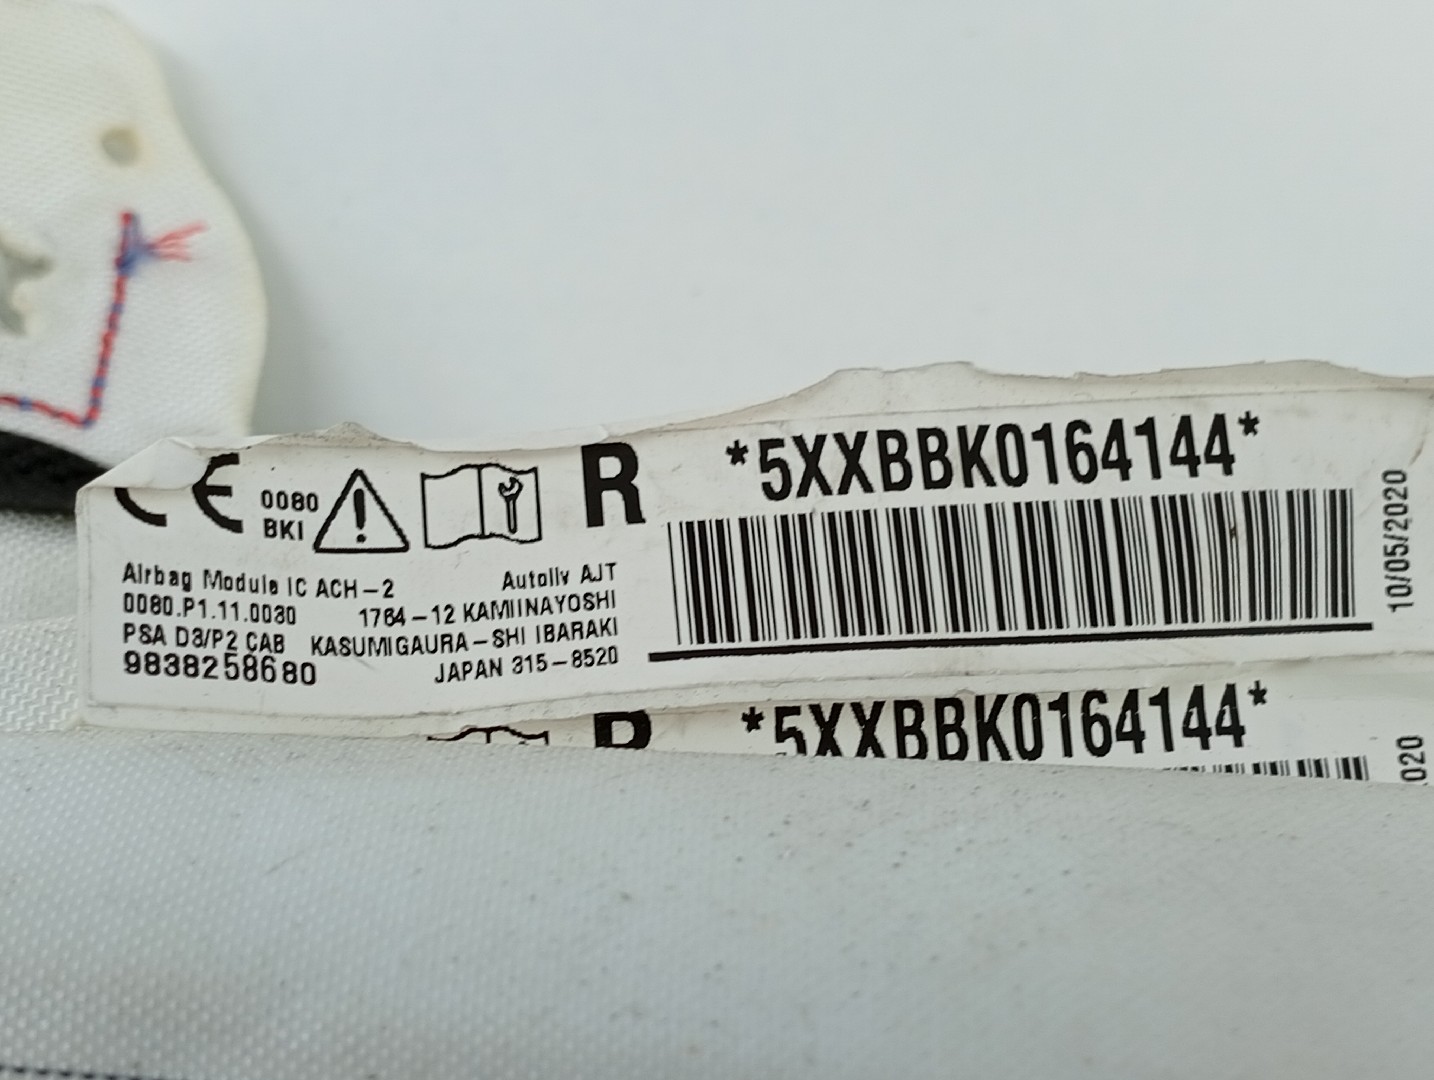 CE 0080 BKI R *5XXBBK0164144*
Airbag Module IC ACH-2 Autoliv AJT
0080.P1.11.0030 1764-12 KAMIINAYOSHI
PSA D3/P2 CAB KASUMIGAURA-SHI IBARAKI
9838258680 JAPAN 315-8520
10/05/2020
R *5XXBBK0164144*
020